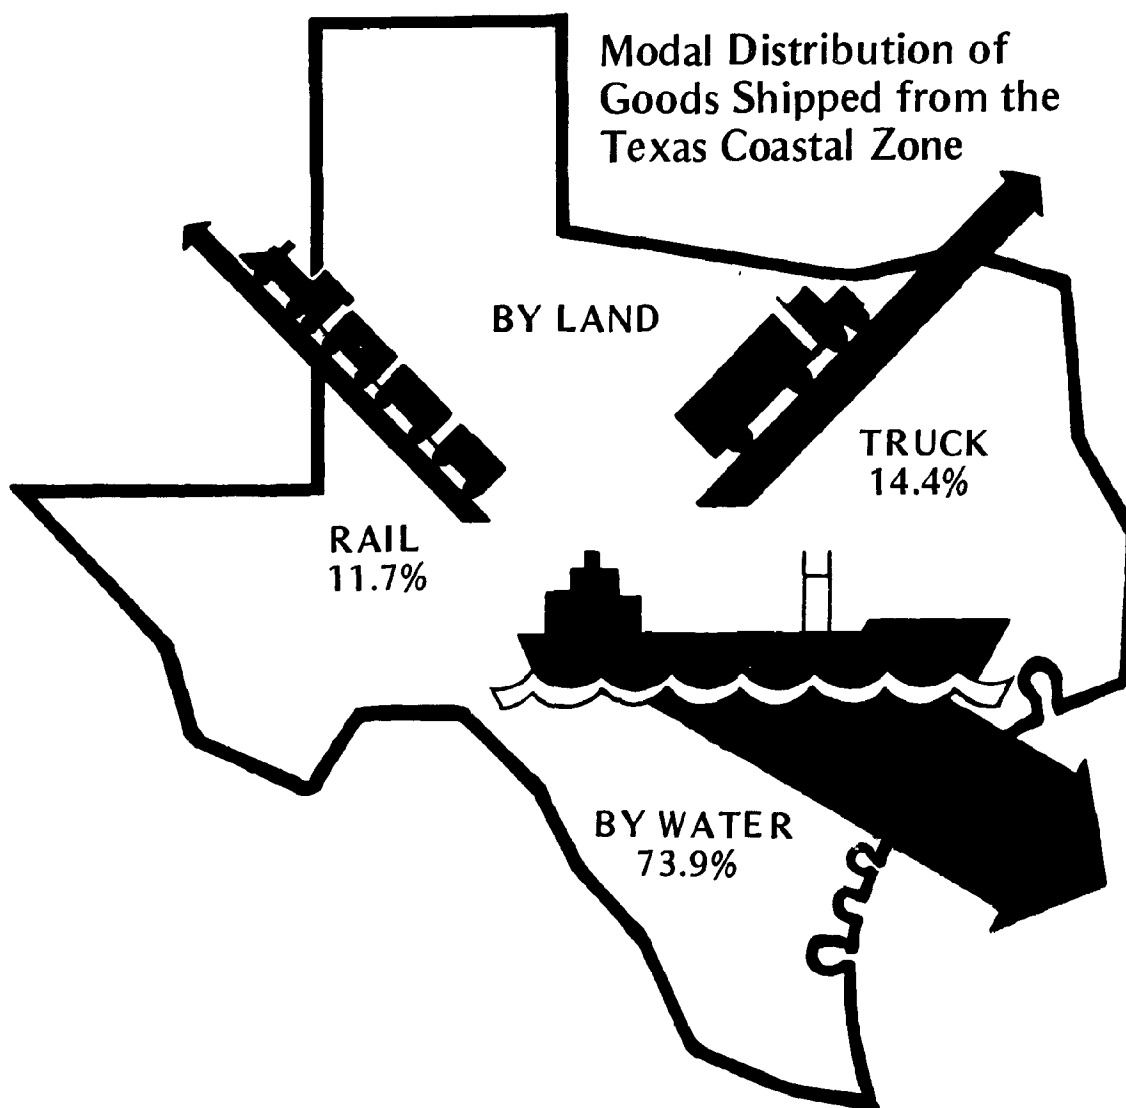 Modal Distribution of
Goods Shipped from the
Texas Coastal Zone
BY LAND
TRUCK
14.4%
RAIL
11.7%
BY WATER
73.9%